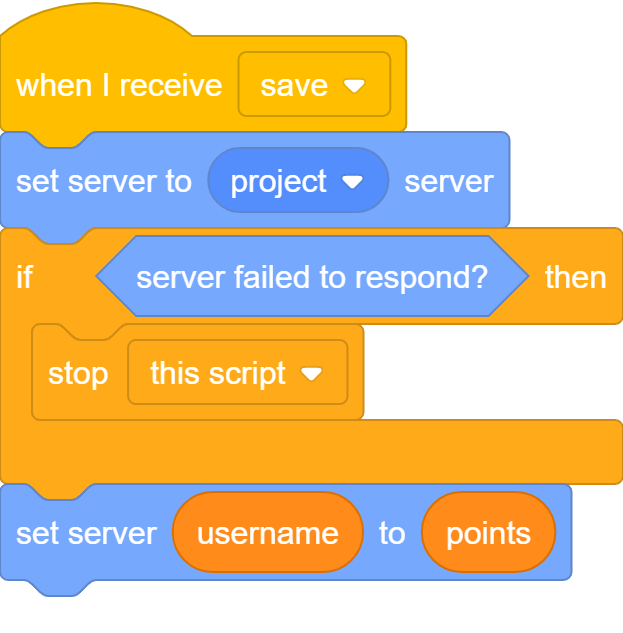 when I receive save
set server to project server
if server failed to respond? then
stop this script
set server username to points